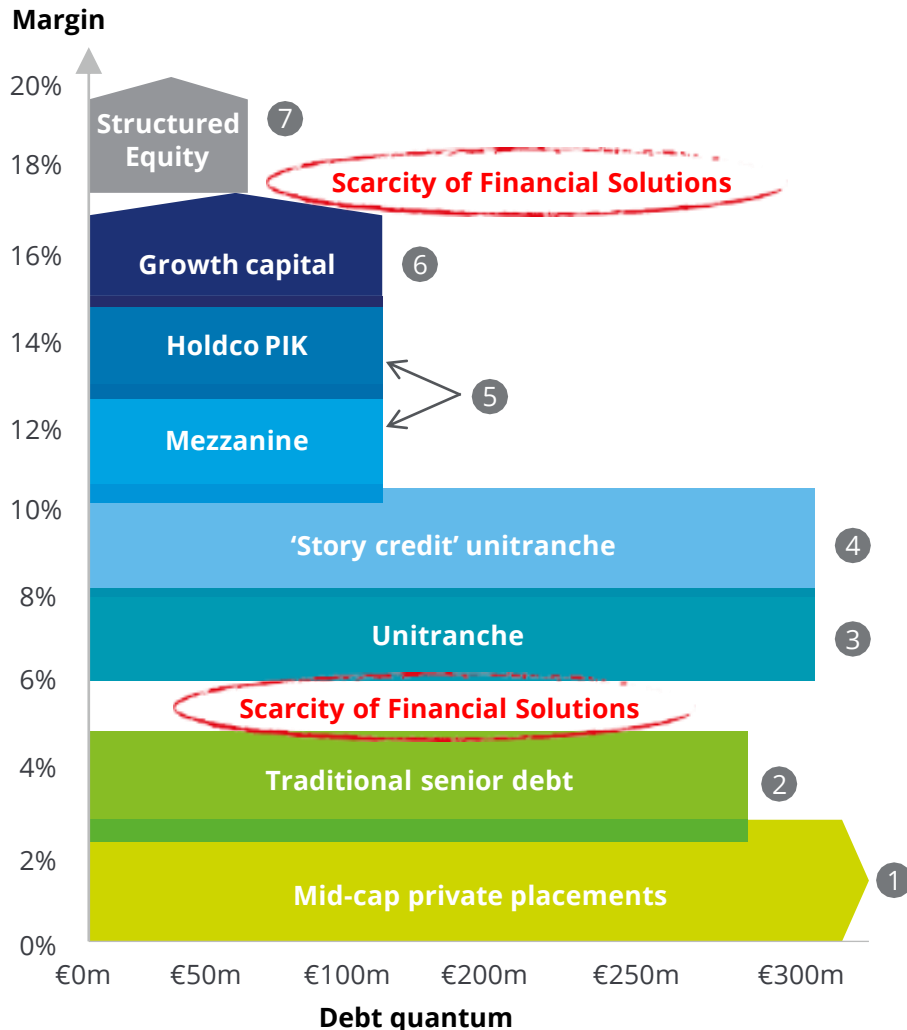 Margin
20%
Structured
Equity
7
18%
Scarcity of Financial Solutions
16%
Growth capital
6
14%
Holdco PIK
5
12%
Mezzanine
10%
‘Story credit’ unitranche
4
8%
Unitranche
3
6%
Scarcity of Financial Solutions
4%
Traditional senior debt
2
2%
Mid-cap private placements
1
0%
€0m €50m €100m €200m €250m €300m
Debt quantum